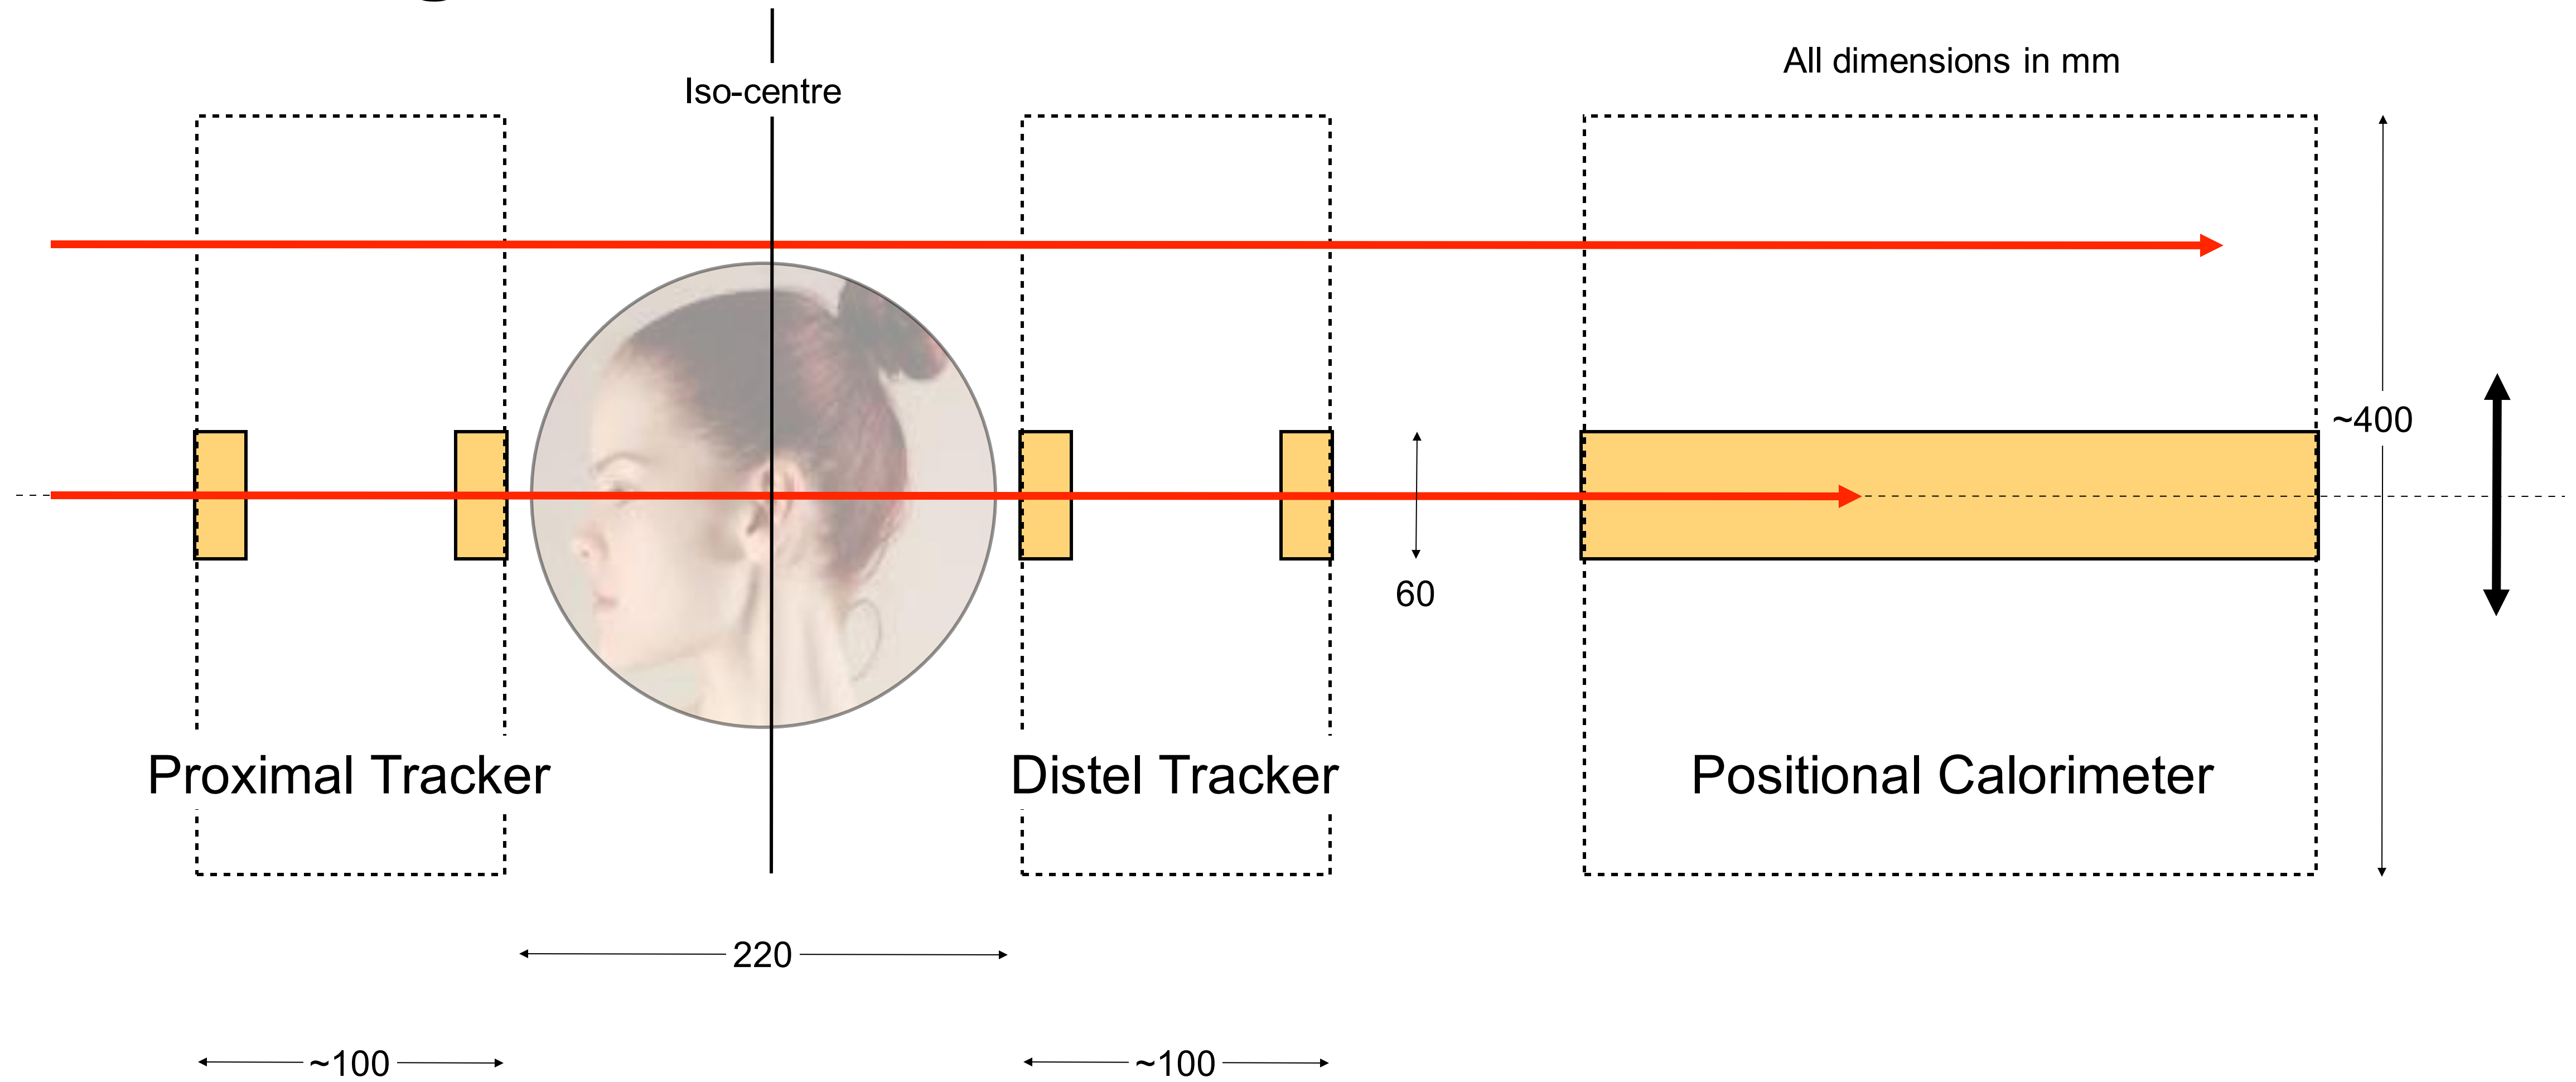 All dimensions in mm
Iso-centre
~400
60
Proximal Tracker
Distel Tracker
Positional Calorimeter
220
~100
~100